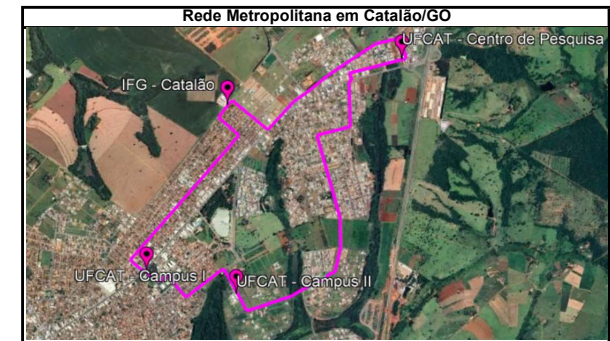 Rede Metropolitana em Catalão/GO
UFCAT - Centro de Pesquisa
IFG - Catalão
UFCAT - Campus I
UFCAT - Campus II